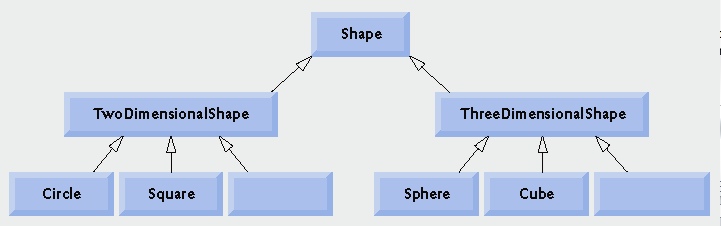 Shape
TwoDimensionalShape
ThreeDimensionalShape
Circle
Square
Sphere
Cube